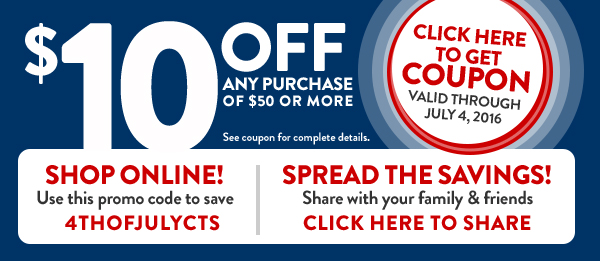 $10 OFF
ANY PURCHASE
OF $50 OR MORE
See coupon for complete details.
CLICK HERE
TO GET
COUPON
VALID THROUGH
JULY 4, 2016
SHOP ONLINE!
Use this promo code to save
4THOFJULYCTS
SPREAD THE SAVINGS!
Share with your family & friends
CLICK HERE TO SHARE